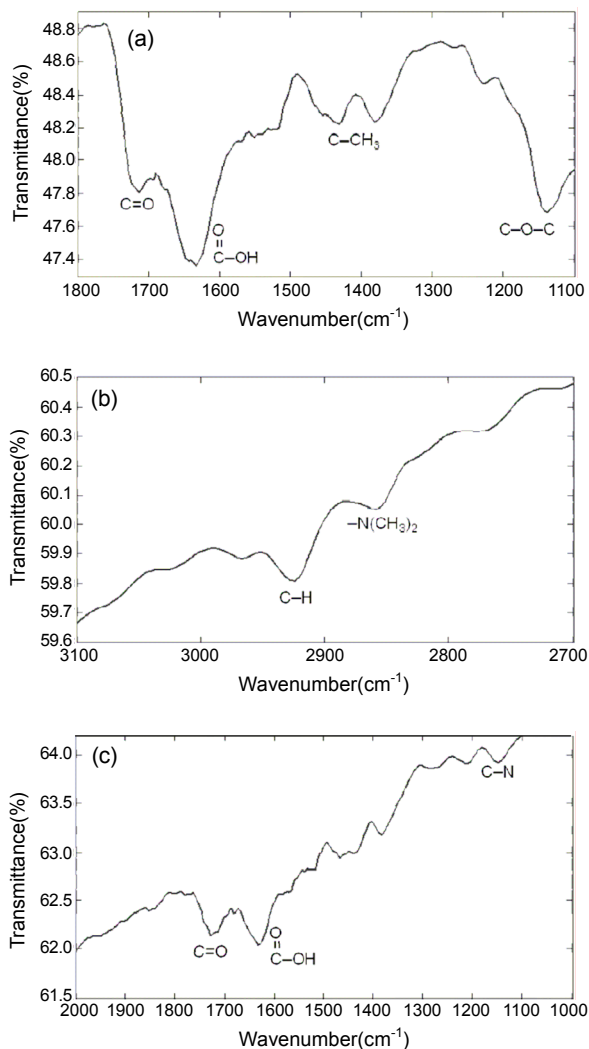 (a)
Transmittance(%)
48.8
48.6
48.4
48.2
48.0
47.8
47.6
47.4
C=O
O
C–OH
C–CH₃
C–O–C
1800 1700 1600 1500 1400 1300 1200 1100
Wavenumber(cm⁻¹)
(b)
Transmittance(%)
60.5
60.4
60.3
60.2
60.1
60.0
59.9
59.8
59.7
59.6
–N(CH₃)₂
C–H
3100 3000 2900 2800 2700
Wavenumber(cm⁻¹)
(c)
Transmittance(%)
64.0
63.5
63.0
62.5
62.0
61.5
C–N
C=O
O
C–OH
2000 1900 1800 1700 1600 1500 1400 1300 1200 1100 1000
Wavenumber(cm⁻¹)